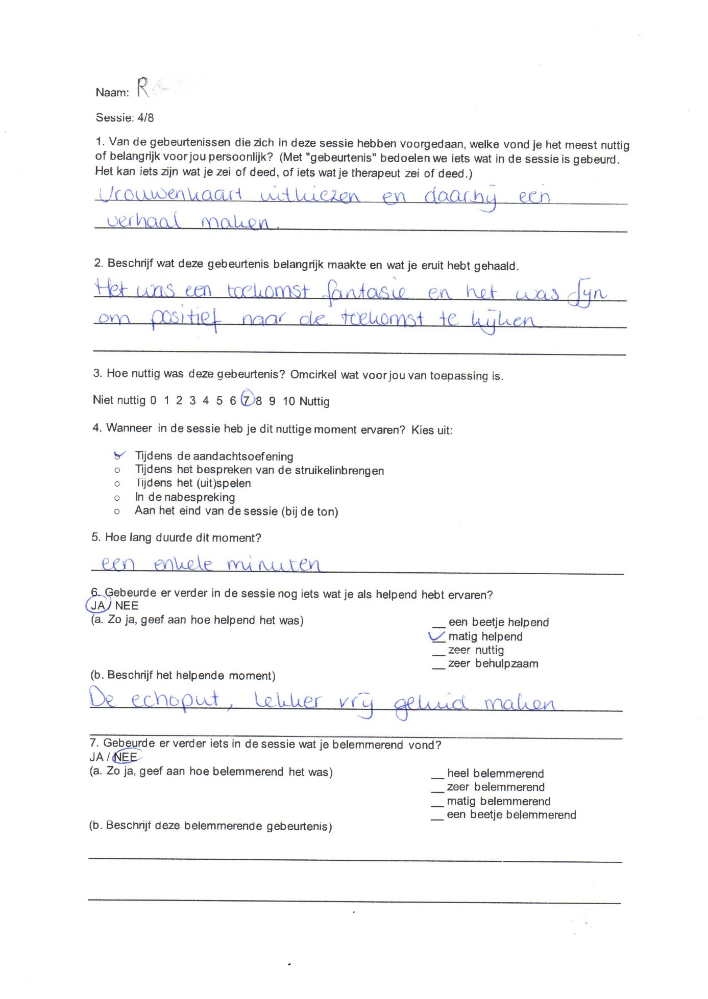 Naam: R
Sessie: 4/8
1. Van de gebeurtenissen die zich in deze sessie hebben voorgedaan, welke vond je het meest nuttig
of belangrijk voor jou persoonlijk? (Met "gebeurtenis" bedoelen we iets wat in de sessie is gebeurd.
Het kan iets zijn wat je zei of deed, of iets wat je therapeut zei of deed.)
Vrouwenkaart uitkiezen en daarbij een
verhaal maken.
2. Beschrijf wat deze gebeurtenis belangrijk maakte en wat je eruit hebt gehaald.
Het was een toekomst fantasie en het was fijn
om positief naar de toekomst te kijken
3. Hoe nuttig was deze gebeurtenis? Omcirkel wat voor jou van toepassing is.
Niet nuttig 0 1 2 3 4 5 6 7 8 9 10 Nuttig
4. Wanneer in de sessie heb je dit nuttige moment ervaren? Kies uit:
Tijdens de aandachtsoefening
o Tijdens het bespreken van de struikelinbrengen
o Tijdens het (uit)spelen
o In de nabespreking
o Aan het eind van de sessie (bij de ton)
5. Hoe lang duurde dit moment?
een enkele minuten
6. Gebeurde er verder in de sessie nog iets wat je als helpend hebt ervaren?
JA / NEE
(a. Zo ja, geef aan hoe helpend het was)
__ een beetje helpend
__ matig helpend
__ zeer nuttig
__ zeer behulpzaam
(b. Beschrijf het helpende moment)
De echoput, lekker vrij geluid maken
7. Gebeurde er verder iets in de sessie wat je belemmerend vond?
JA / NEE
(a. Zo ja, geef aan hoe belemmerend het was)
__ heel belemmerend
__ zeer belemmerend
__ matig belemmerend
__ een beetje belemmerend
(b. Beschrijf deze belemmerende gebeurtenis)